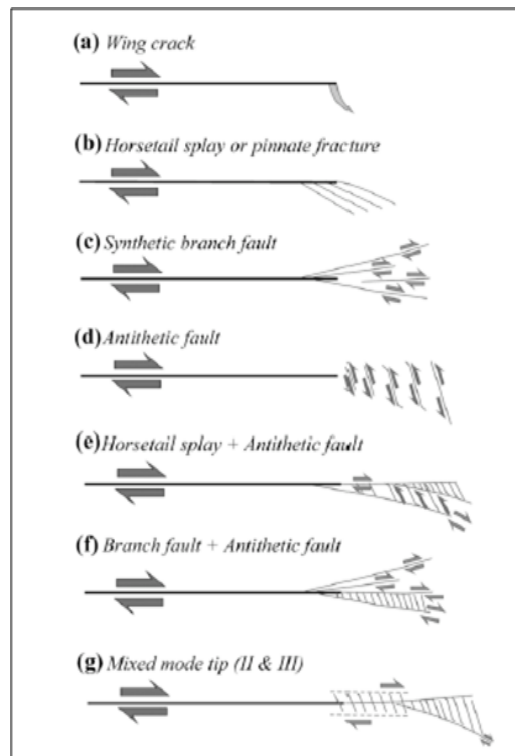 (a) Wing crack
(b) Horsetail splay or pinnate fracture
(c) Synthetic branch fault
(d) Antithetic fault
(e) Horsetail splay + Antithetic fault
(f) Branch fault + Antithetic fault
(g) Mixed mode tip (II & III)